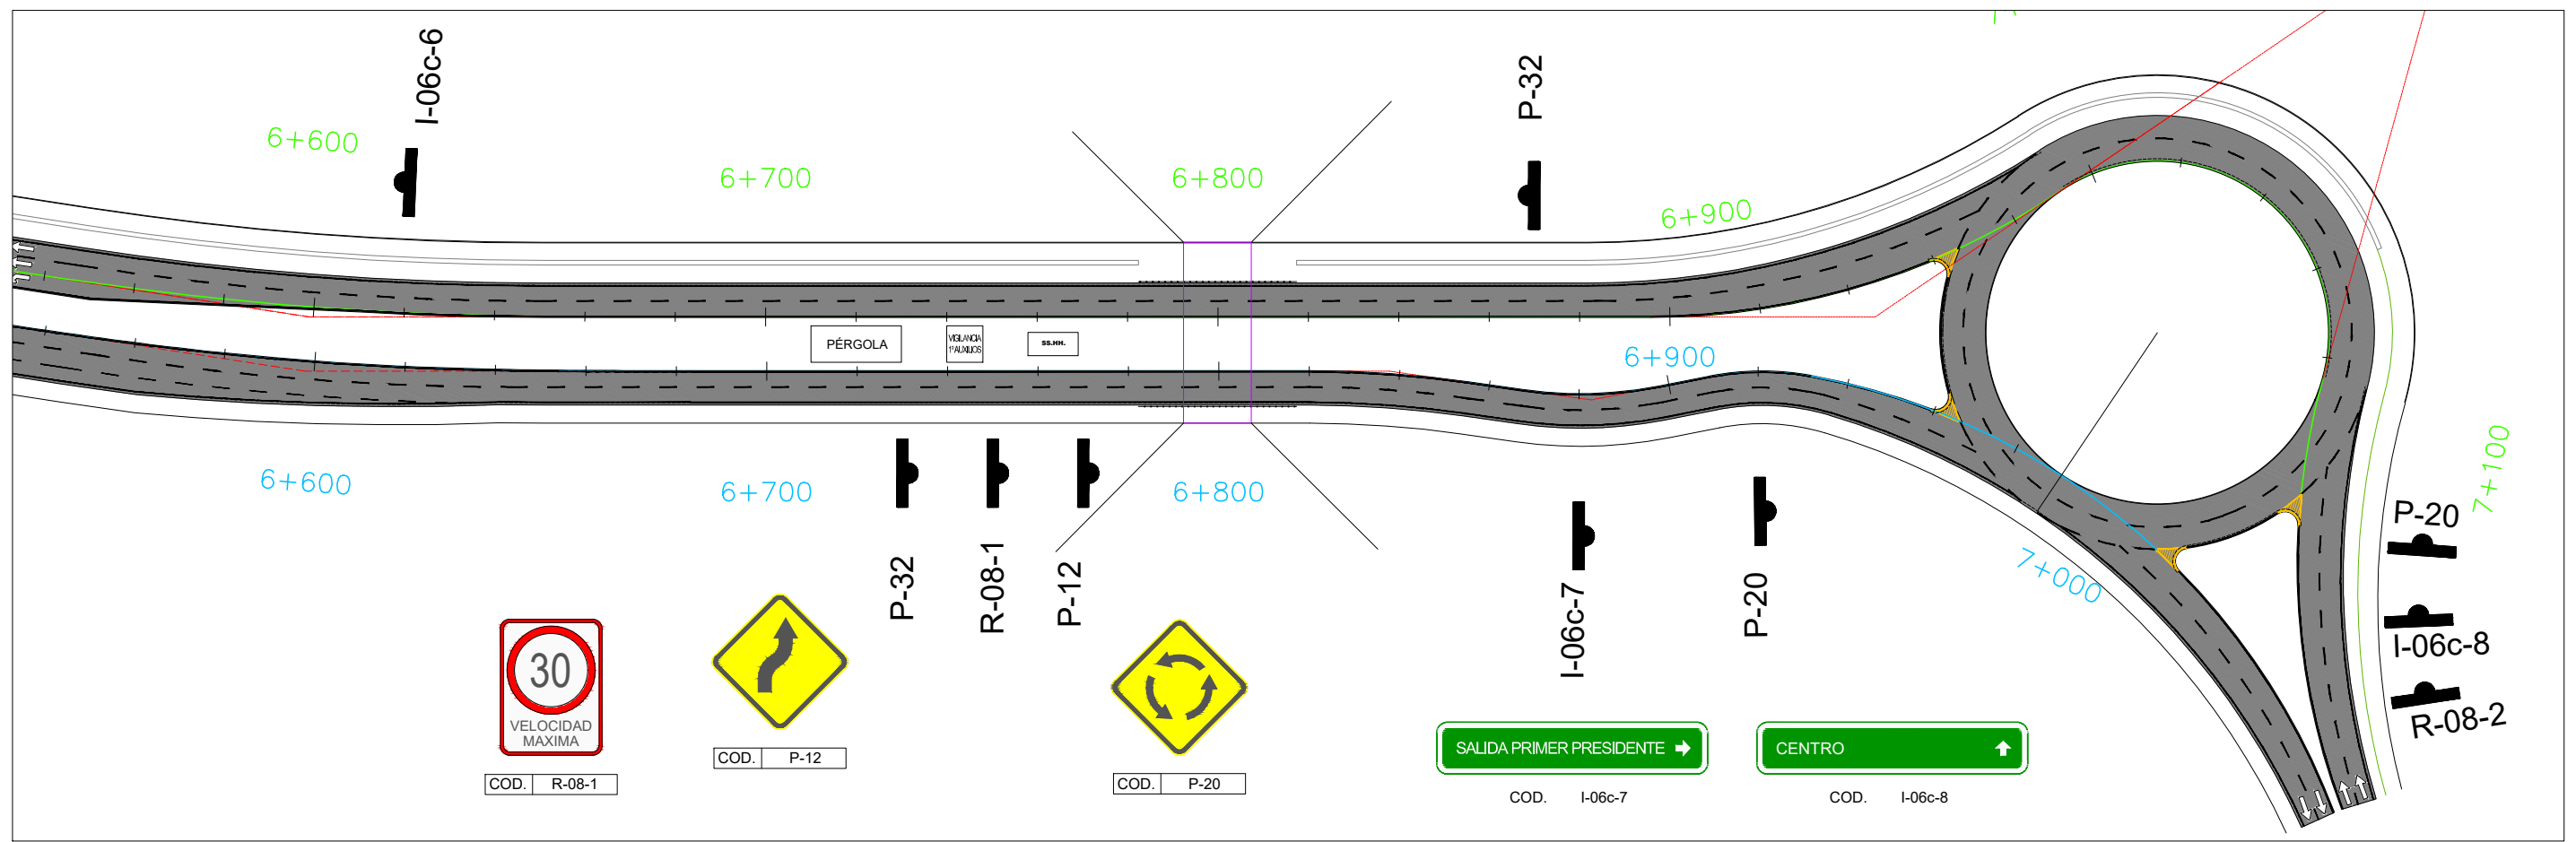 I-06c-6
P-32
6+600
6+700
6+800
6+900
PÉRGOLA
VIGILANCIA
1º AUXILIOS
SS.HH.
6+900
6+600
6+700
6+800
7+000
7+100
P-32
R-08-1
P-12
I-06c-7
P-20
P-20
I-06c-8
R-08-2
30
VELOCIDAD
MAXIMA
COD. R-08-1
COD. P-12
COD. P-20
SALIDA PRIMER PRESIDENTE
COD. I-06c-7
CENTRO
COD. I-06c-8